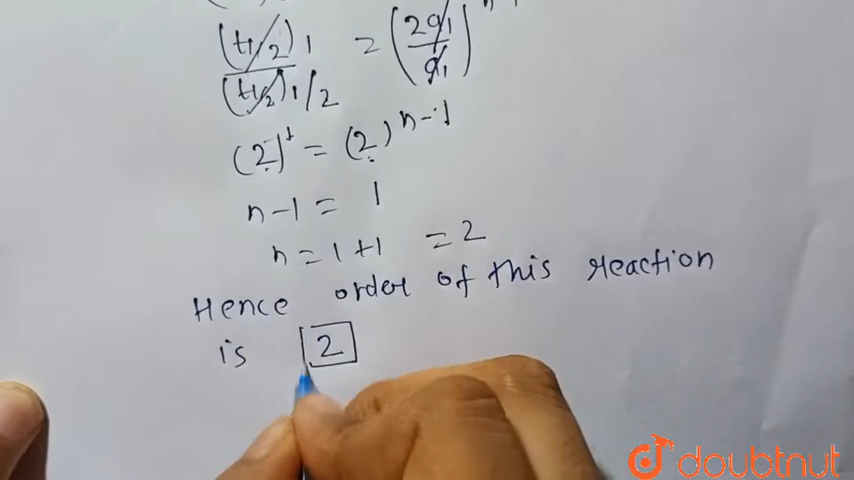 (t1/2)1 / (t1/2)1/2 = (2a1 / a1)^n-1
(2)^1 = (2)^n-1
n-1 = 1
n = 1+1 = 2
Hence order of this reaction
is 2
doubtnut